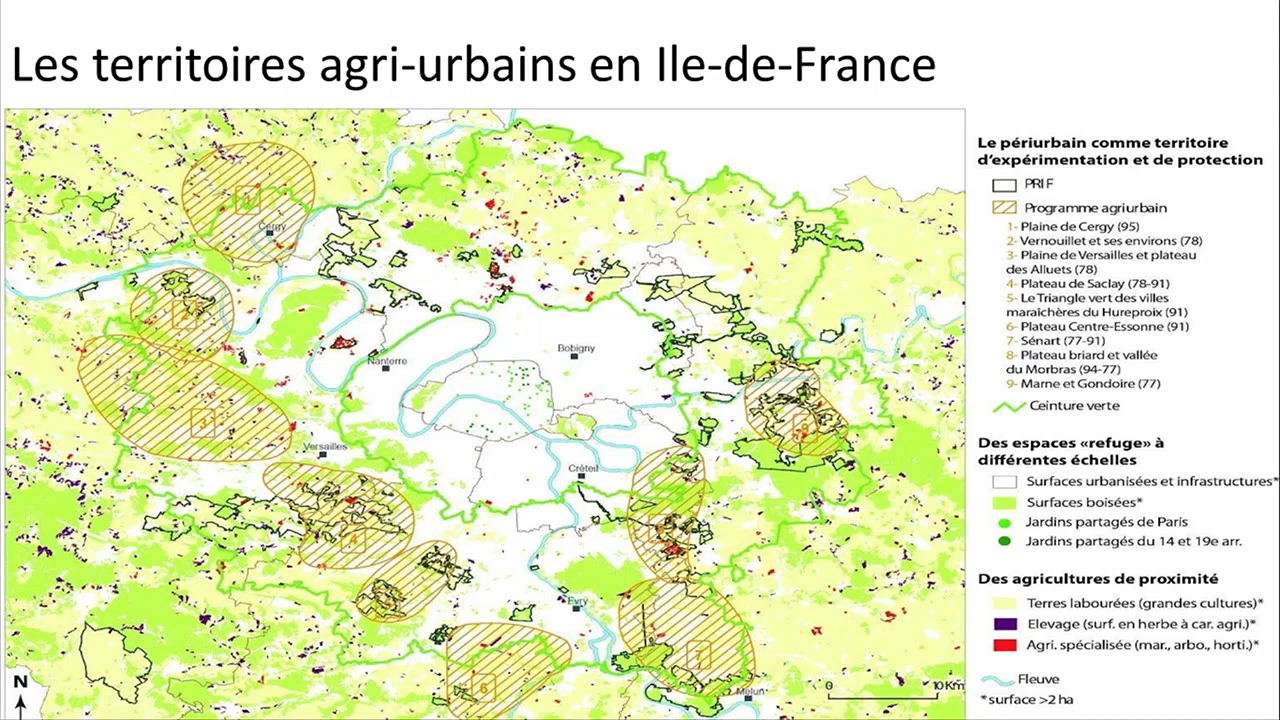 Les territoires agri-urbains en Ile-de-France
1
Cergy
2
Nanterre
Bobigny
3
Versailles
Créteil
4
Evry
6
7
Melun
N
0 10 Km
Le périurbain comme territoire
d’expérimentation et de protection
PRIF
Programme agriurbain
1- Plaine de Cergy (95)
2- Vernouillet et ses environs (78)
3- Plaine de Versailles et plateau
des Alluets (78)
4- Plateau de Saclay (78-91)
5- Le Triangle vert des villes
maraîchères du Hureproix (91)
6- Plateau Centre-Essonne (91)
7- Sénart (77-91)
8- Plateau briard et vallée
du Morbras (94-77)
9- Marne et Gondoire (77)
Ceinture verte
Des espaces «refuge» à
différentes échelles
Surfaces urbanisées et infrastructures*
Surfaces boisées*
Jardins partagés de Paris
Jardins partagés du 14 et 19e arr.
Des agricultures de proximité
Terres labourées (grandes cultures)*
Elevage (surf. en herbe à car. agri.)*
Agri. spécialisée (mar., arbo., horti.)*
Fleuve
*surface >2 ha